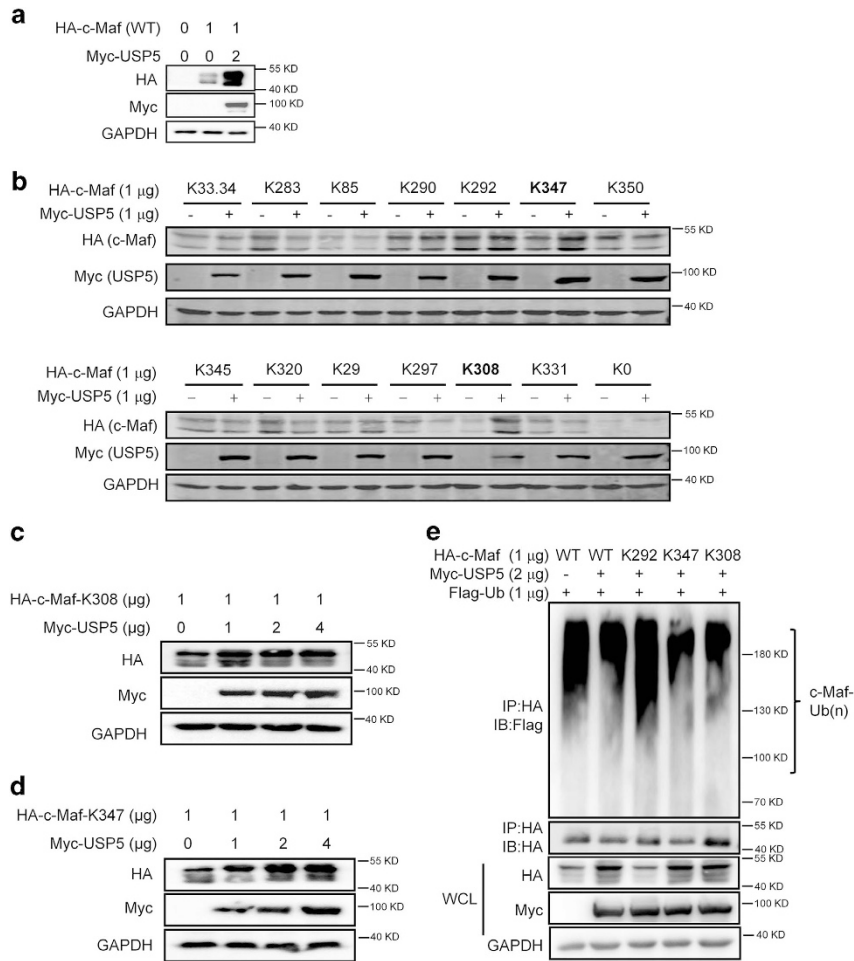 a
HA-c-Maf (WT) 0 1 1
Myc-USP5 0 0 2
HA 55 KD
40 KD
Myc 100 KD
GAPDH 40 KD
b
HA-c-Maf (1 μg) K33.34 K283 K85 K290 K292 K347 K350
Myc-USP5 (1 μg) - + - + - + - + - + - + - +
HA (c-Maf) 55 KD
Myc (USP5) 100 KD
GAPDH 40 KD
HA-c-Maf (1 μg) K345 K320 K29 K297 K308 K331 K0
Myc-USP5 (1 μg) - + - + - + - + - + - + - +
HA (c-Maf) 55 KD
Myc (USP5) 100 KD
GAPDH 40 KD
c
HA-c-Maf-K308 (μg) 1 1 1 1
Myc-USP5 (μg) 0 1 2 4
HA 55 KD
40 KD
Myc 100 KD
GAPDH 40 KD
d
HA-c-Maf-K347 (μg) 1 1 1 1
Myc-USP5 (μg) 0 1 2 4
HA 55 KD
40 KD
Myc 100 KD
GAPDH 40 KD
e
HA-c-Maf (1 μg) WT WT K292 K347 K308
Myc-USP5 (2 μg) - + + + +
Flag-Ub (1 μg) + + + + +
180 KD
IP:HA
IB:Flag
130 KD
100 KD
70 KD
c-Maf-
Ub(n)
IP:HA
IB:HA
55 KD
40 KD
WCL
HA 55 KD
40 KD
Myc 100 KD
GAPDH 40 KD